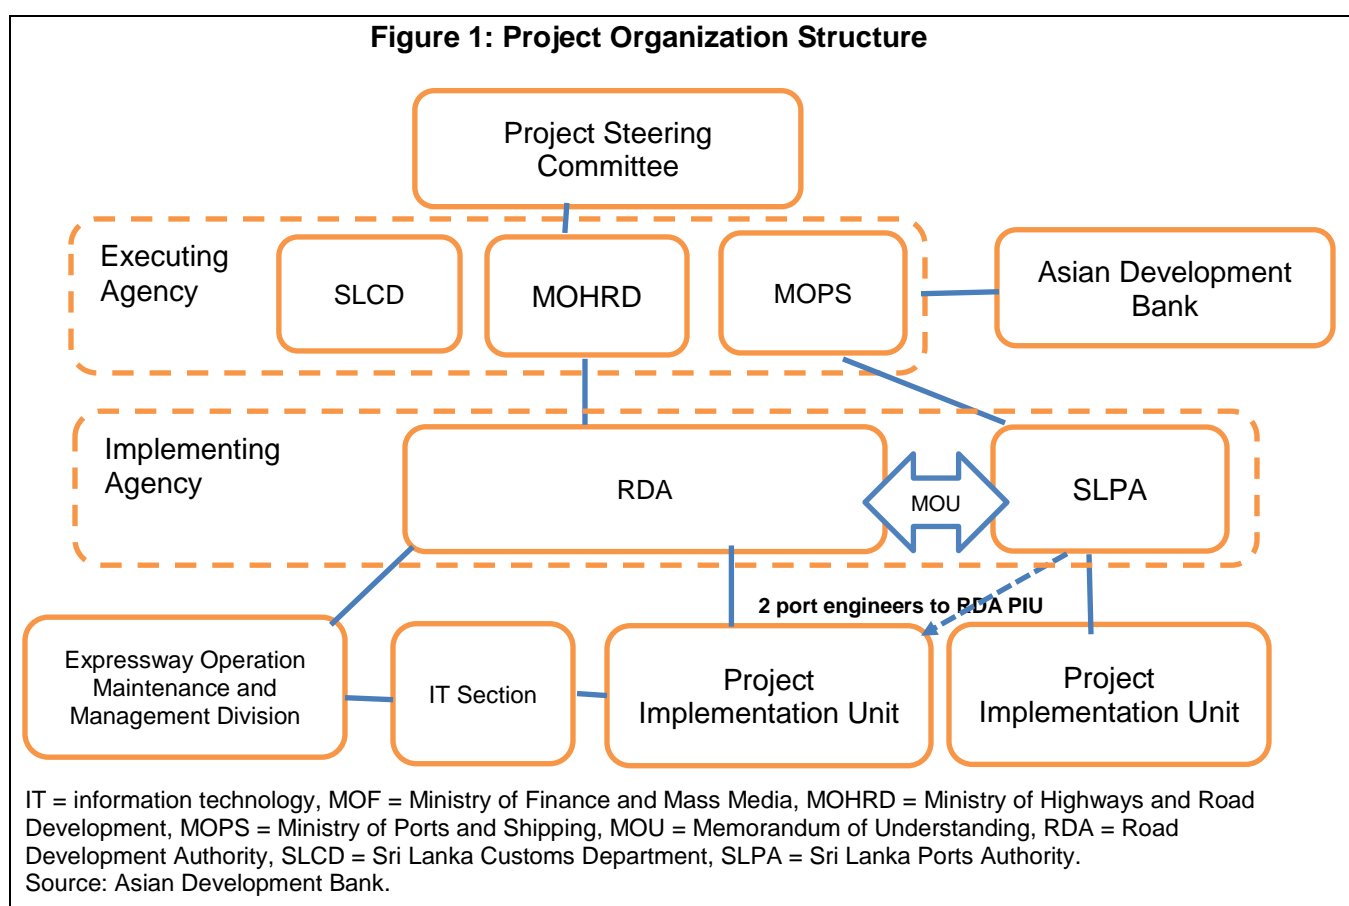 Figure 1: Project Organization Structure
Project Steering
Committee
Executing
Agency
SLCD
MOHRD
MOPS
Asian Development
Bank
Implementing
Agency
RDA
MOU
SLPA
2 port engineers to RDA PIU
Expressway Operation
Maintenance and
Management Division
IT Section
Project
Implementation Unit
Project
Implementation Unit
IT = information technology, MOF = Ministry of Finance and Mass Media, MOHRD = Ministry of Highways and Road
Development, MOPS = Ministry of Ports and Shipping, MOU = Memorandum of Understanding, RDA = Road
Development Authority, SLCD = Sri Lanka Customs Department, SLPA = Sri Lanka Ports Authority.
Source: Asian Development Bank.